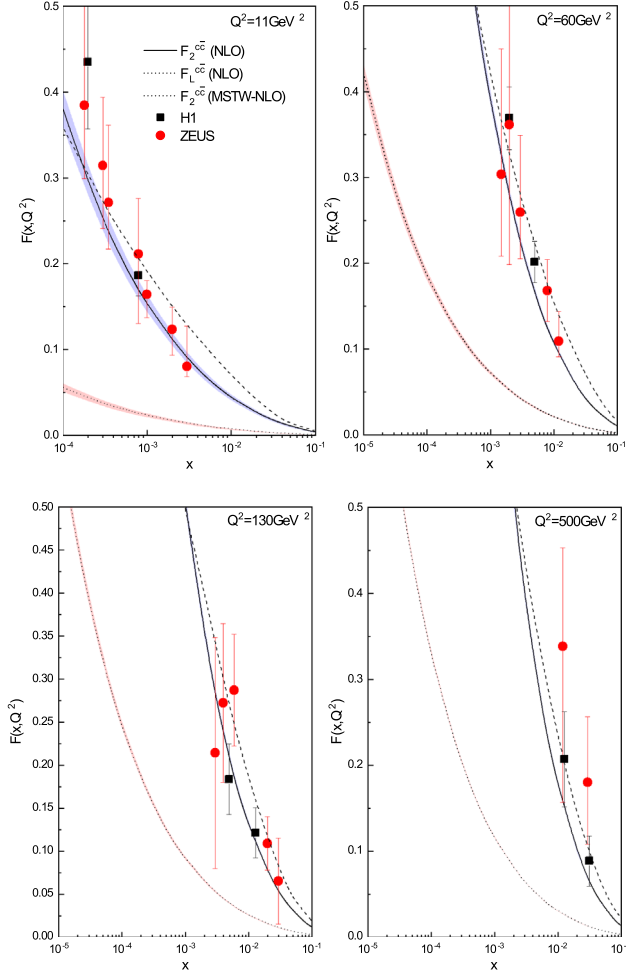 Q²=11GeV ²
F₂ᶜᶜ̅ (NLO)
F_Lᶜᶜ̅ (NLO)
F₂ᶜᶜ̅ (MSTW-NLO)
H1
ZEUS
0.5
0.4
0.3
0.2
0.1
0.0
F(x,Q²)
10⁻⁴ 10⁻³ 10⁻² 10⁻¹
x
Q²=60GeV ²
0.5
0.4
0.3
0.2
0.1
0.0
F(x,Q²)
10⁻⁵ 10⁻⁴ 10⁻³ 10⁻² 10⁻¹
x
Q²=130GeV ²
0.50
0.45
0.40
0.35
0.30
0.25
0.20
0.15
0.10
0.05
0.00
F(x,Q²)
10⁻⁵ 10⁻⁴ 10⁻³ 10⁻² 10⁻¹
x
Q²=500GeV ²
0.5
0.4
0.3
0.2
0.1
0.0
F(x,Q²)
10⁻⁵ 10⁻⁴ 10⁻³ 10⁻² 10⁻¹
x